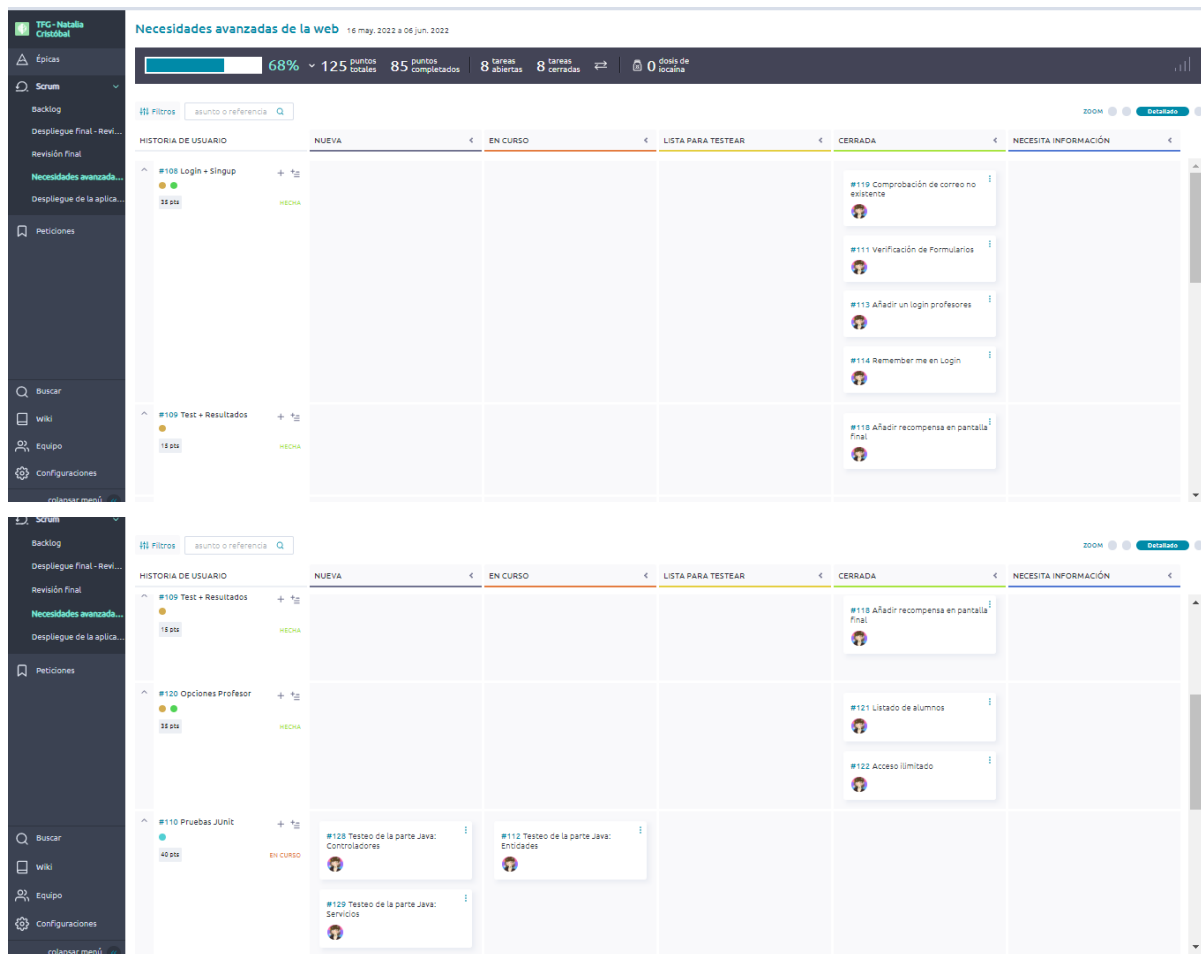 TFG - Natalia
Cristóbal
Épicas
Scrum
Backlog
Despliegue final - Revi...
Revisión final
Necesidades avanzada...
Despliegue de la aplica...
Peticiones
Buscar
Wiki
Equipo
Configuraciones
colapsar menú
Necesidades avanzadas de la web 16 may. 2022 a 06 jun. 2022
68% 125 puntos totales 85 puntos completados 8 tareas abiertas 8 tareas cerradas 0 dosis de iocaína
Filtros asunto o referencia ZOOM Detallado
HISTORIA DE USUARIO NUEVA EN CURSO LISTA PARA TESTEAR CERRADA NECESITA INFORMACIÓN
#108 Login + Singup
35 pts HECHA
#119 Comprobación de correo no
existente
#111 Verificación de Formularios
#113 Añadir un login profesores
#114 Remember me en Login
#109 Test + Resultados
15 pts HECHA
#118 Añadir recompensa en pantalla
final
Scrum
Backlog
Despliegue final - Revi...
Revisión final
Necesidades avanzada...
Despliegue de la aplica...
Peticiones
Buscar
Wiki
Equipo
Configuraciones
colapsar menú
Filtros asunto o referencia ZOOM Detallado
HISTORIA DE USUARIO NUEVA EN CURSO LISTA PARA TESTEAR CERRADA NECESITA INFORMACIÓN
#109 Test + Resultados
15 pts HECHA
#118 Añadir recompensa en pantalla
final
#120 Opciones Profesor
35 pts HECHA
#121 Listado de alumnos
#122 Acceso ilimitado
#110 Pruebas JUnit
40 pts EN CURSO
#128 Testeo de la parte Java:
Controladores
#112 Testeo de la parte Java:
Entidades
#129 Testeo de la parte Java:
Servicios